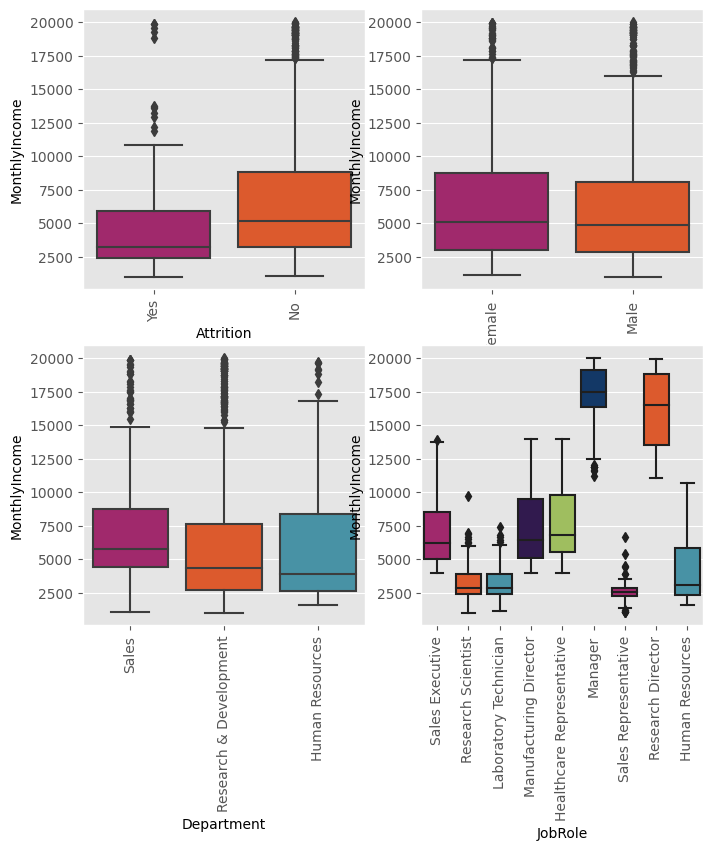 20000
17500
15000
12500
10000
7500
5000
2500
MonthlyIncome
Yes
No
Attrition
20000
17500
15000
12500
10000
7500
5000
2500
MonthlyIncome
emale
Male
20000
17500
15000
12500
10000
7500
5000
2500
MonthlyIncome
Sales
Research & Development
Human Resources
Department
20000
17500
15000
12500
10000
7500
5000
2500
MonthlyIncome
Sales Executive
Research Scientist
Laboratory Technician
Manufacturing Director
Healthcare Representative
Manager
Sales Representative
Research Director
Human Resources
JobRole